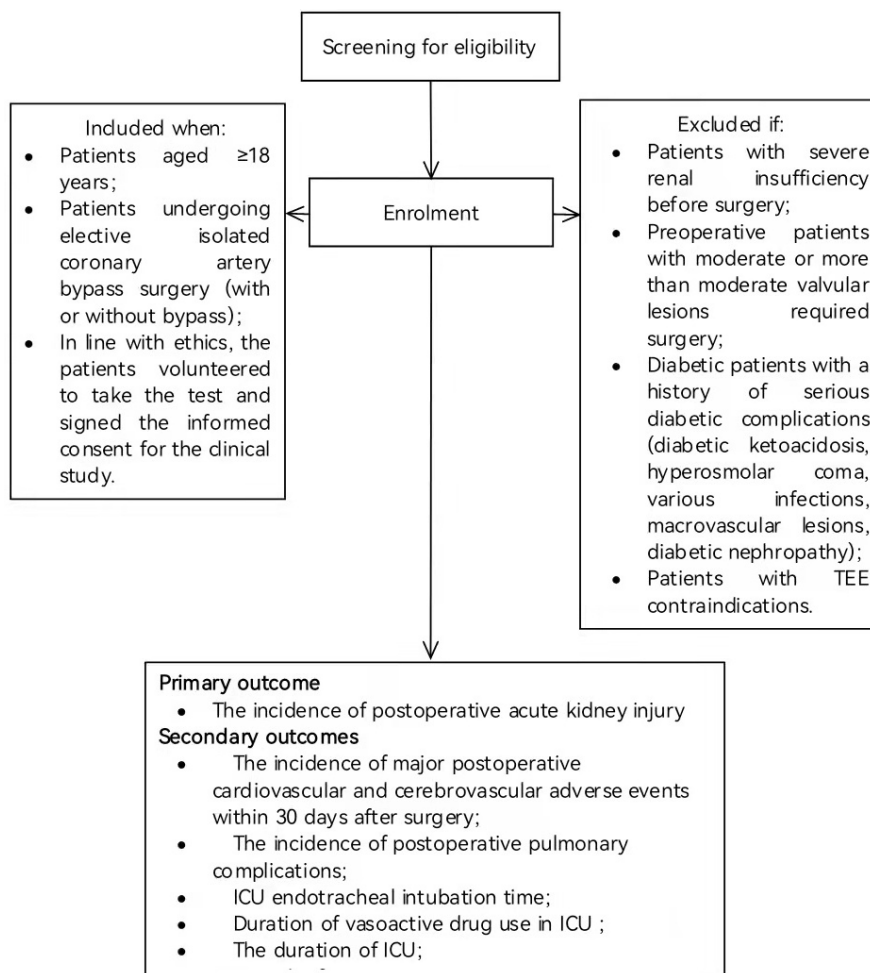 Screening for eligibility
Enrolment
Included when:
• Patients aged ≥18
years;
• Patients undergoing
elective isolated
coronary artery
bypass surgery (with
or without bypass);
• In line with ethics, the
patients volunteered
to take the test and
signed the informed
consent for the clinical
study.
Excluded if:
• Patients with severe
renal insufficiency
before surgery;
• Preoperative patients
with moderate or more
than moderate valvular
lesions required
surgery;
• Diabetic patients with a
history of serious
diabetic complications
(diabetic ketoacidosis,
hyperosmolar coma,
various infections,
macrovascular lesions,
diabetic nephropathy);
• Patients with TEE
contraindications.
Primary outcome
• The incidence of postoperative acute kidney injury
Secondary outcomes
• The incidence of major postoperative
cardiovascular and cerebrovascular adverse events
within 30 days after surgery;
• The incidence of postoperative pulmonary
complications;
• ICU endotracheal intubation time;
• Duration of vasoactive drug use in ICU ;
• The duration of ICU;